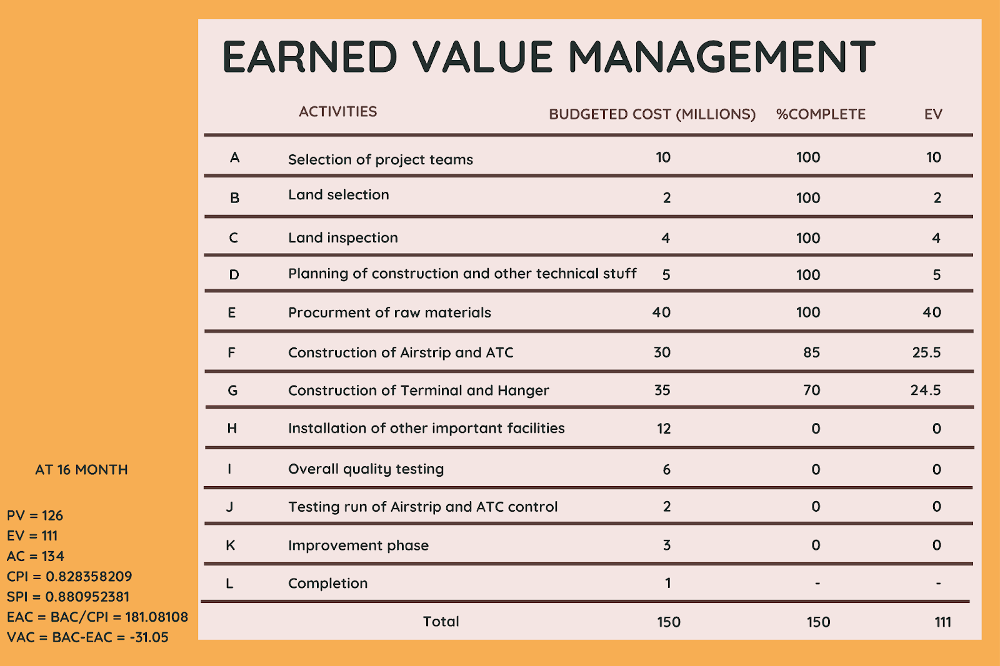 EARNED VALUE MANAGEMENT
ACTIVITIES BUDGETED COST (MILLIONS) %COMPLETE EV
A Selection of project teams 10 100 10
B Land selection 2 100 2
C Land inspection 4 100 4
D Planning of construction and other technical stuff 5 100 5
E Procurment of raw materials 40 100 40
F Construction of Airstrip and ATC 30 85 25.5
G Construction of Terminal and Hanger 35 70 24.5
H Installation of other important facilities 12 0 0
I Overall quality testing 6 0 0
J Testing run of Airstrip and ATC control 2 0 0
K Improvement phase 3 0 0
L Completion 1 - -
Total 150 150 111
AT 16 MONTH
PV = 126
EV = 111
AC = 134
CPI = 0.828358209
SPI = 0.880952381
EAC = BAC/CPI = 181.08108
VAC = BAC-EAC = -31.05